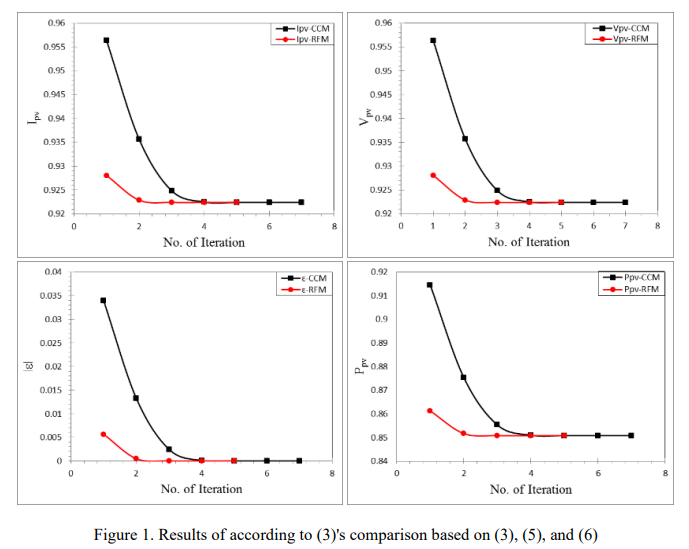 0.96
0.955
0.95
0.945
0.94
0.935
0.93
0.925
0.92
0 2 4 6 8
I_pv
No. of Iteration
Ipv-CCM
Ipv-RFM
0.96
0.955
0.95
0.945
0.94
0.935
0.93
0.925
0.92
0 1 2 3 4 5 6 7 8
V_pv
No. of Iteration
Vpv-CCM
Vpv-RFM
0.04
0.035
0.03
0.025
0.02
0.015
0.01
0.005
0
0 2 4 6 8
|ε|
No. of Iteration
ε-CCM
ε-RFM
0.92
0.91
0.9
0.89
0.88
0.87
0.86
0.85
0.84
0 2 4 6 8
P_pv
No. of Iteration
Ppv-CCM
Ppv-RFM
Figure 1. Results of according to (3)'s comparison based on (3), (5), and (6)